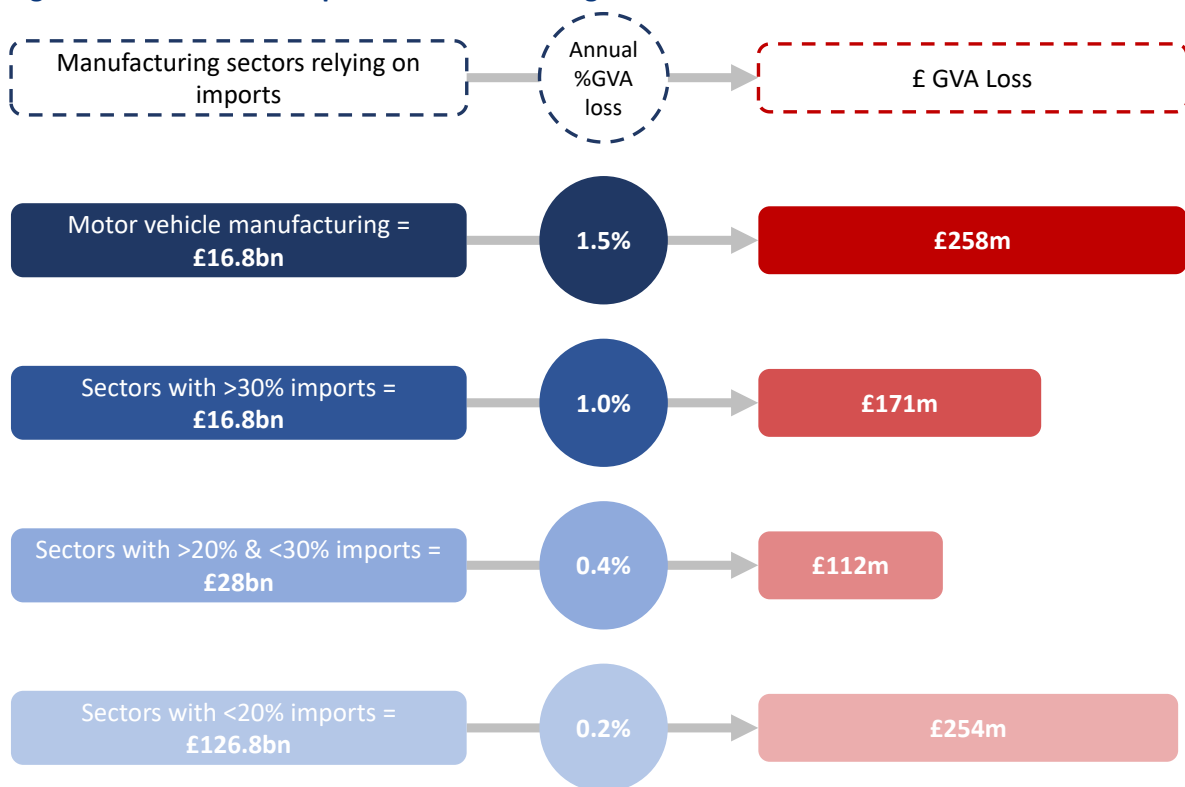 Manufacturing sectors relying on
imports
Annual
%GVA
loss
£ GVA Loss
Motor vehicle manufacturing =
£16.8bn
1.5%
£258m
Sectors with >30% imports =
£16.8bn
1.0%
£171m
Sectors with >20% & <30% imports =
£28bn
0.4%
£112m
Sectors with <20% imports =
£126.8bn
0.2%
£254m